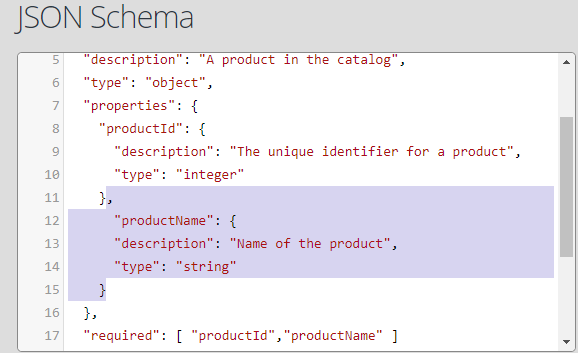 JSON Schema
5 "description": "A product in the catalog",
6 "type": "object",
7 "properties": {
8 "productId": {
9 "description": "The unique identifier for a product",
10 "type": "integer"
11 },
12 "productName": {
13 "description": "Name of the product",
14 "type": "string"
15 }
16 },
17 "required": [ "productId","productName" ]